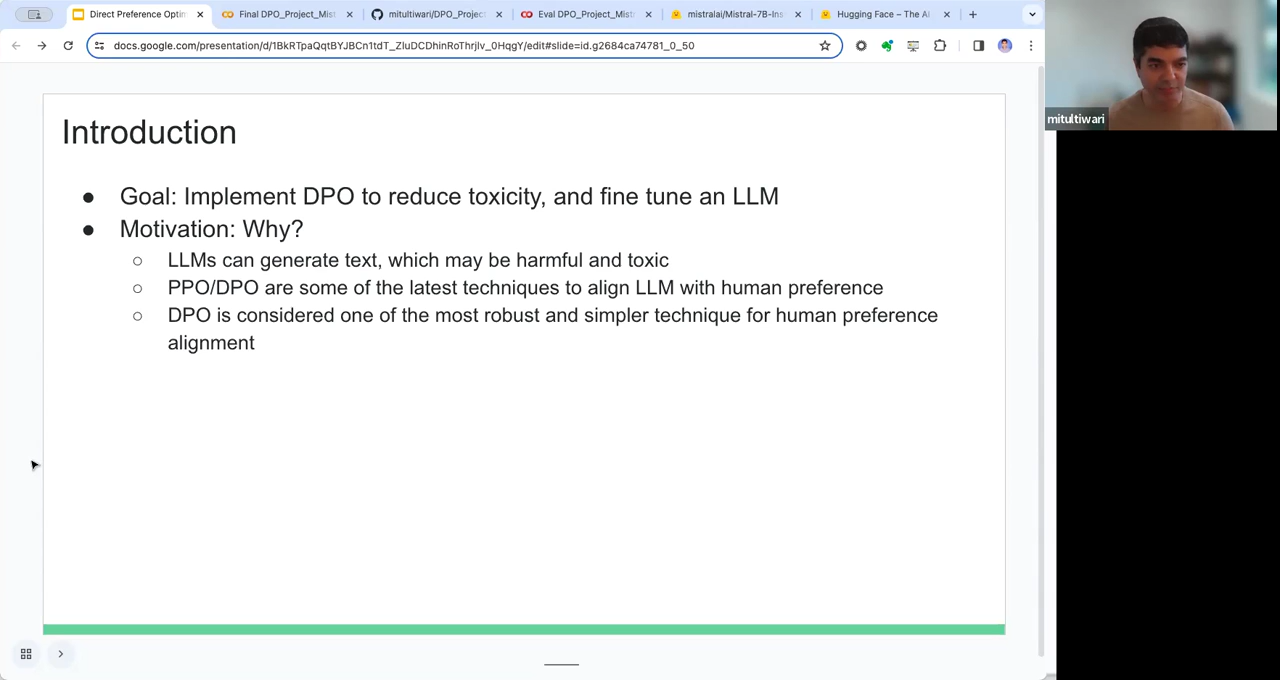 Direct Preference Optim
Final DPO_Project_Mist
mitultiwari/DPO_Project
Eval DPO_Project_Mistr
mistralai/Mistral-7B-Ins
Hugging Face – The AI
docs.google.com/presentation/d/1BkRTpaQqtBYJBCn1tdT_ZIuDCDhinRoThrjIv_0HqgY/edit#slide=id.g2684ca74781_0_50
mitultiwari
Introduction
● Goal: Implement DPO to reduce toxicity, and fine tune an LLM
● Motivation: Why?
○ LLMs can generate text, which may be harmful and toxic
○ PPO/DPO are some of the latest techniques to align LLM with human preference
○ DPO is considered one of the most robust and simpler technique for human preference
alignment